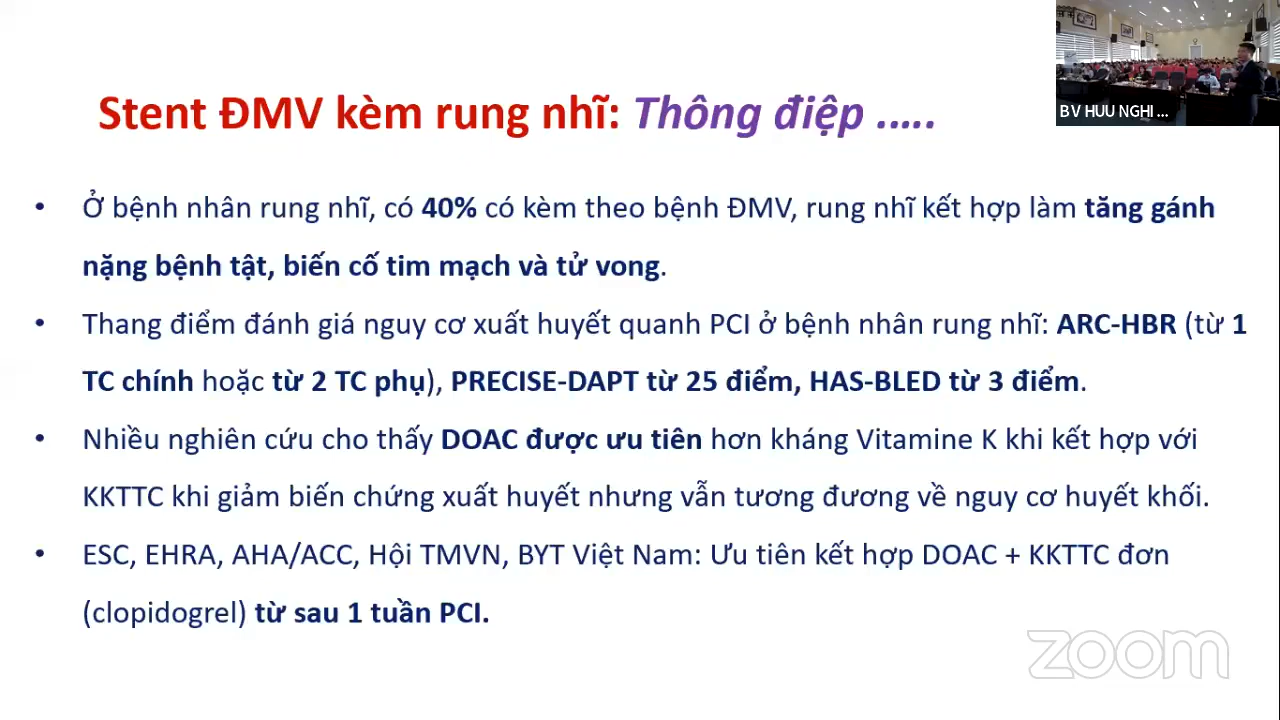 BV HUU NGHI ...
Stent ĐMV kèm rung nhĩ: Thông điệp .....
• Ở bệnh nhân rung nhĩ, có 40% có kèm theo bệnh ĐMV, rung nhĩ kết hợp làm tăng gánh
nặng bệnh tật, biến cố tim mạch và tử vong.
• Thang điểm đánh giá nguy cơ xuất huyết quanh PCI ở bệnh nhân rung nhĩ: ARC-HBR (từ 1
TC chính hoặc từ 2 TC phụ), PRECISE-DAPT từ 25 điểm, HAS-BLED từ 3 điểm.
• Nhiều nghiên cứu cho thấy DOAC được ưu tiên hơn kháng Vitamine K khi kết hợp với
KKTTC khi giảm biến chứng xuất huyết nhưng vẫn tương đương về nguy cơ huyết khối.
• ESC, EHRA, AHA/ACC, Hội TMVN, BYT Việt Nam: Ưu tiên kết hợp DOAC + KKTTC đơn
(clopidogrel) từ sau 1 tuần PCI.
zoom